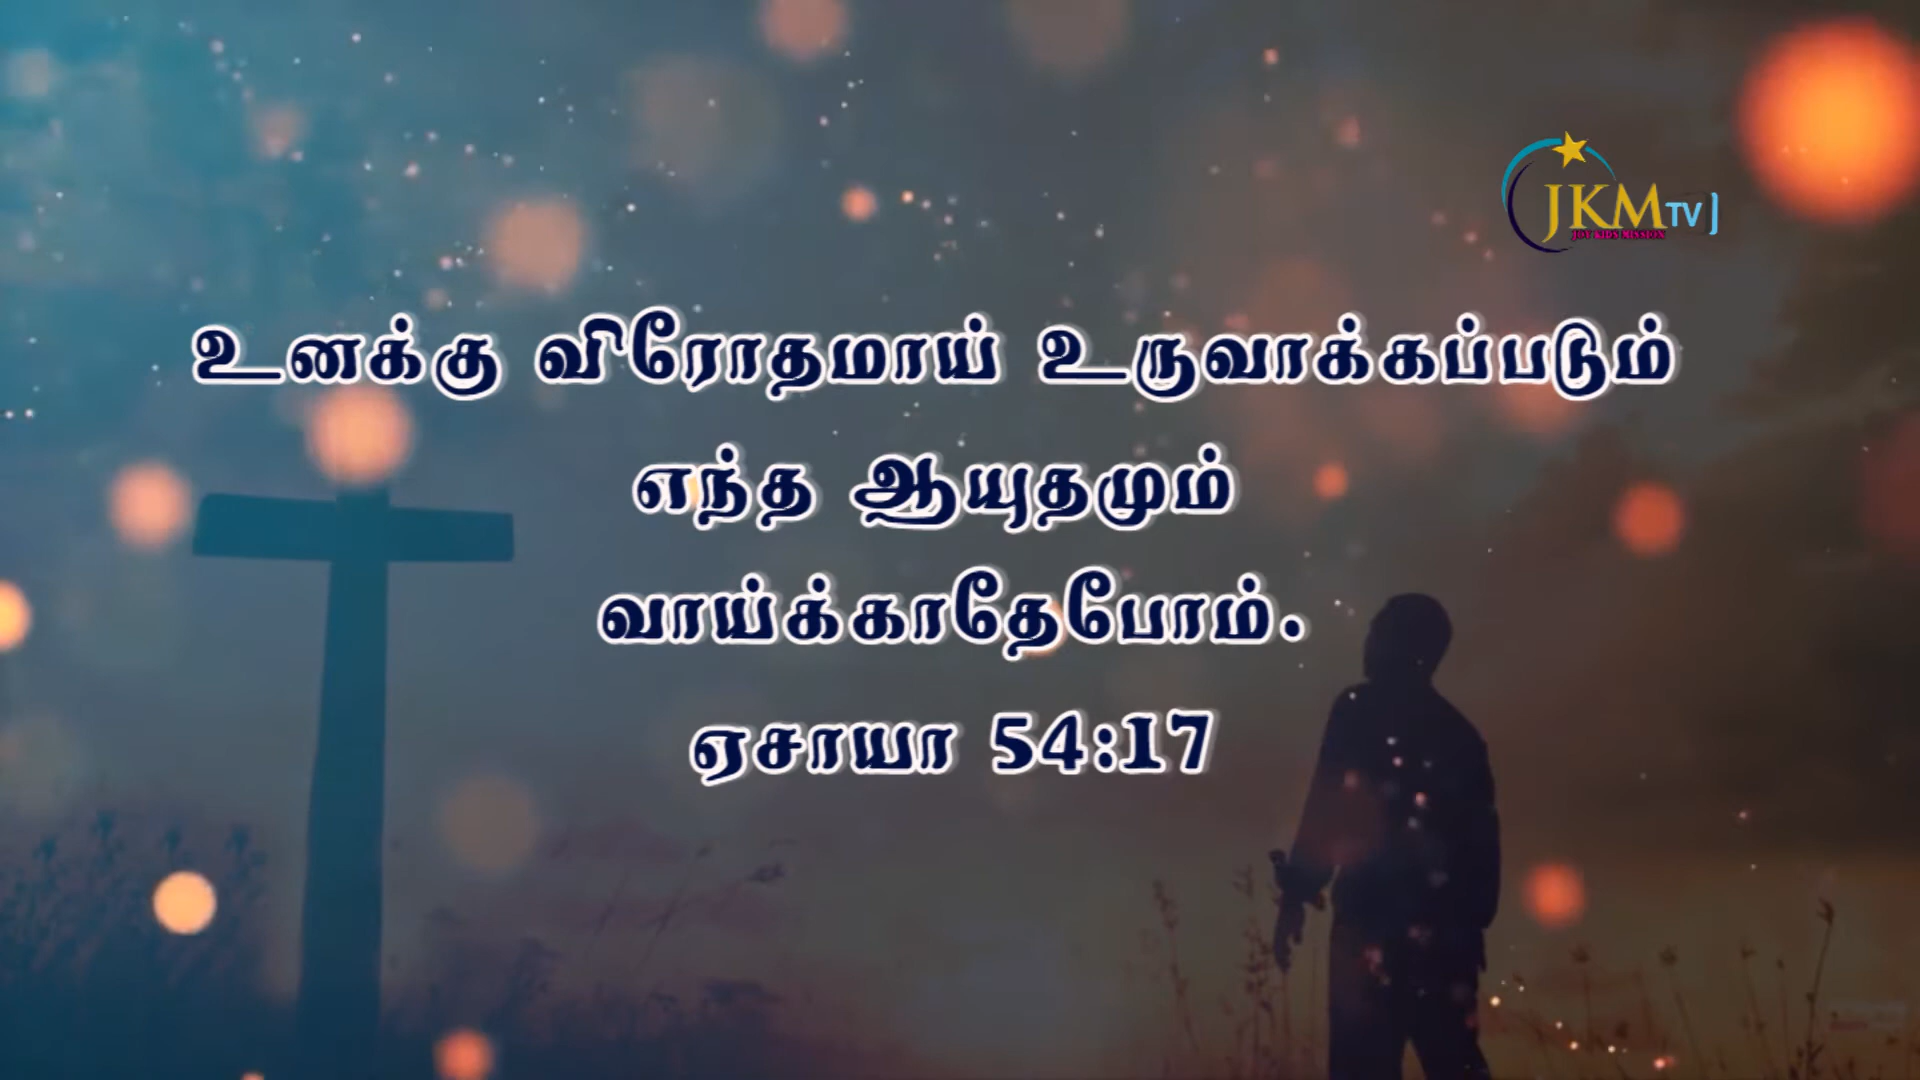 JKM TV
JOY KIDS MISSION
உனக்கு விரோதமாய் உருவாக்கப்படும்
எந்த ஆயுதமும்
வாய்க்காதேபோம்.
ஏசாயா 54:17